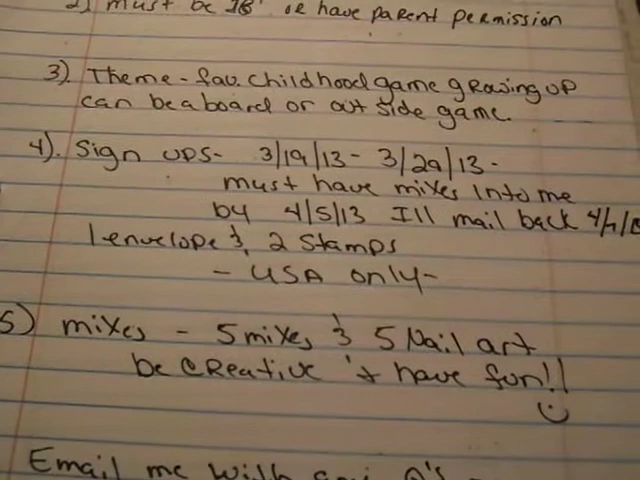 2) must be 18 or have parent permission
3). Theme - fav. childhood game growing up
can be a board or out side game.
4). Sign ups - 3/19/13 - 3/29/13 -
must have mixes into me
by 4/5/13 I'll mail back
1 envelope & 2 stamps
- USA only -
5) mixes - 5 mixes & 5 Nail art
be creative & have fun!!
Email me with any Q's